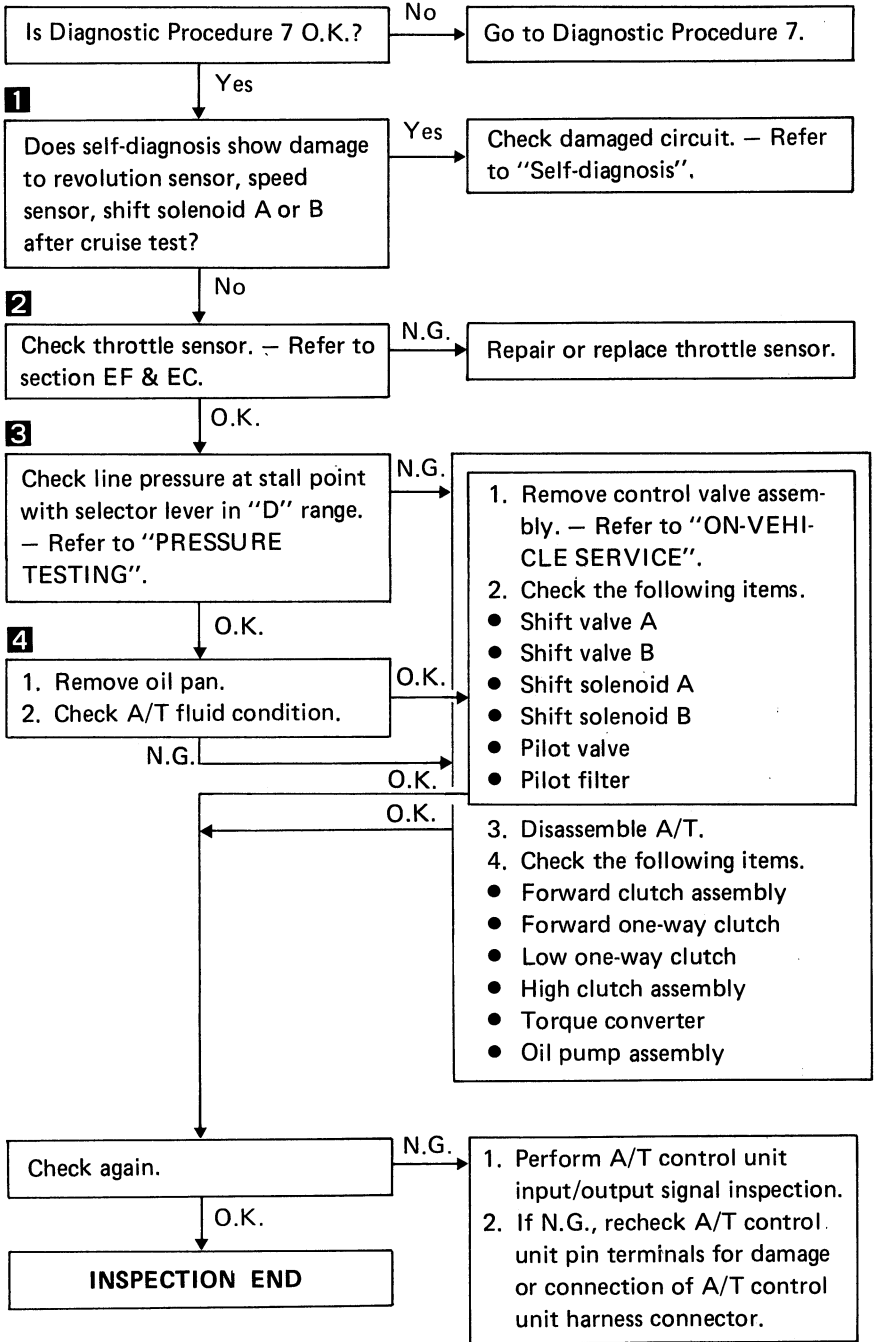 Is Diagnostic Procedure 7 O.K.?
No
Go to Diagnostic Procedure 7.
Yes
1
Does self-diagnosis show damage
to revolution sensor, speed
sensor, shift solenoid A or B
after cruise test?
Yes
Check damaged circuit. — Refer
to "Self-diagnosis".
No
2
Check throttle sensor. — Refer to
section EF & EC.
N.G.
Repair or replace throttle sensor.
O.K.
3
Check line pressure at stall point
with selector lever in "D" range.
— Refer to "PRESSURE
TESTING".
N.G.
O.K.
4
1. Remove oil pan.
2. Check A/T fluid condition.
O.K.
N.G.
1. Remove control valve assem-
bly. — Refer to "ON-VEHI-
CLE SERVICE".
2. Check the following items.
● Shift valve A
● Shift valve B
● Shift solenoid A
● Shift solenoid B
● Pilot valve
● Pilot filter
O.K.
O.K.
3. Disassemble A/T.
4. Check the following items.
● Forward clutch assembly
● Forward one-way clutch
● Low one-way clutch
● High clutch assembly
● Torque converter
● Oil pump assembly
Check again.
N.G.
1. Perform A/T control unit
input/output signal inspection.
2. If N.G., recheck A/T control
unit pin terminals for damage
or connection of A/T control
unit harness connector.
O.K.
INSPECTION END